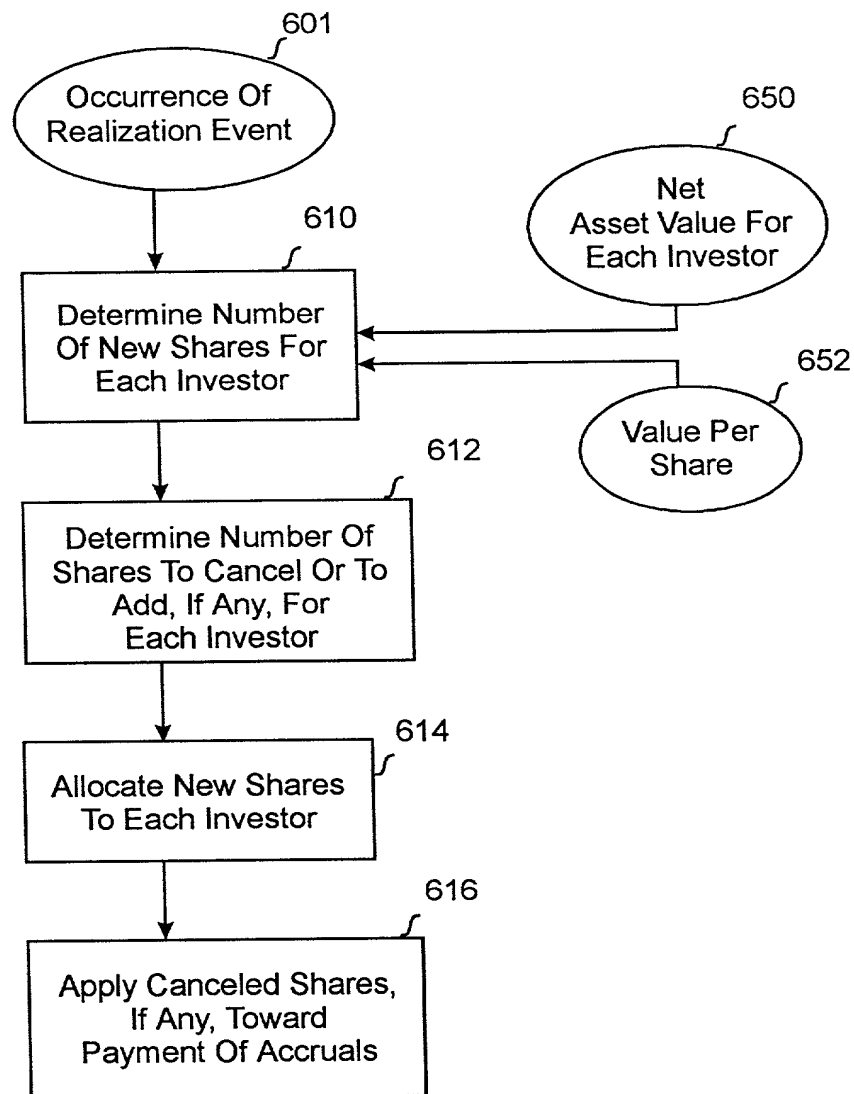 601
Occurrence Of
Realization Event
650
Net
Asset Value For
Each Investor
610
Determine Number
Of New Shares For
Each Investor
652
Value Per
Share
612
Determine Number Of
Shares To Cancel Or To
Add, If Any, For
Each Investor
614
Allocate New Shares
To Each Investor
616
Apply Canceled Shares,
If Any, Toward
Payment Of Accruals